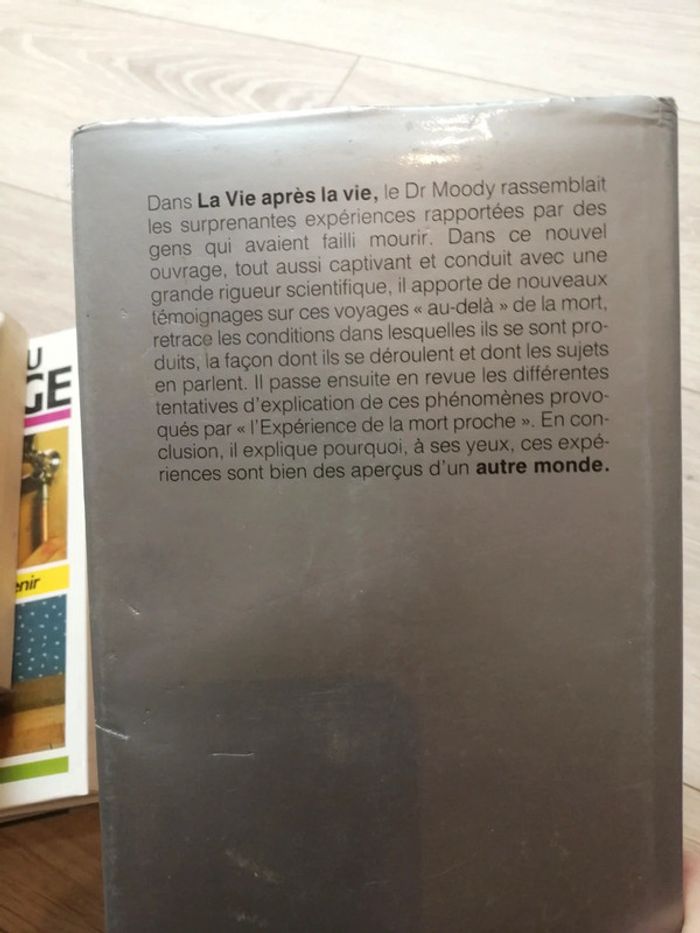 Dans La Vie après la vie, le Dr Moody rassemblait
les surprenantes expériences rapportées par des
gens qui avaient failli mourir. Dans ce nouvel
ouvrage, tout aussi captivant et conduit avec une
grande rigueur scientifique, il apporte de nouveaux
témoignages sur ces voyages « au-delà » de la mort,
retrace les conditions dans lesquelles ils se sont pro-
duits, la façon dont ils se déroulent et dont les sujets
en parlent. Il passe ensuite en revue les différentes
tentatives d'explication de ces phénomènes provo-
qués par « l'Expérience de la mort proche ». En con-
clusion, il explique pourquoi, à ses yeux, ces expé-
riences sont bien des aperçus d'un autre monde.
U
GE
enir